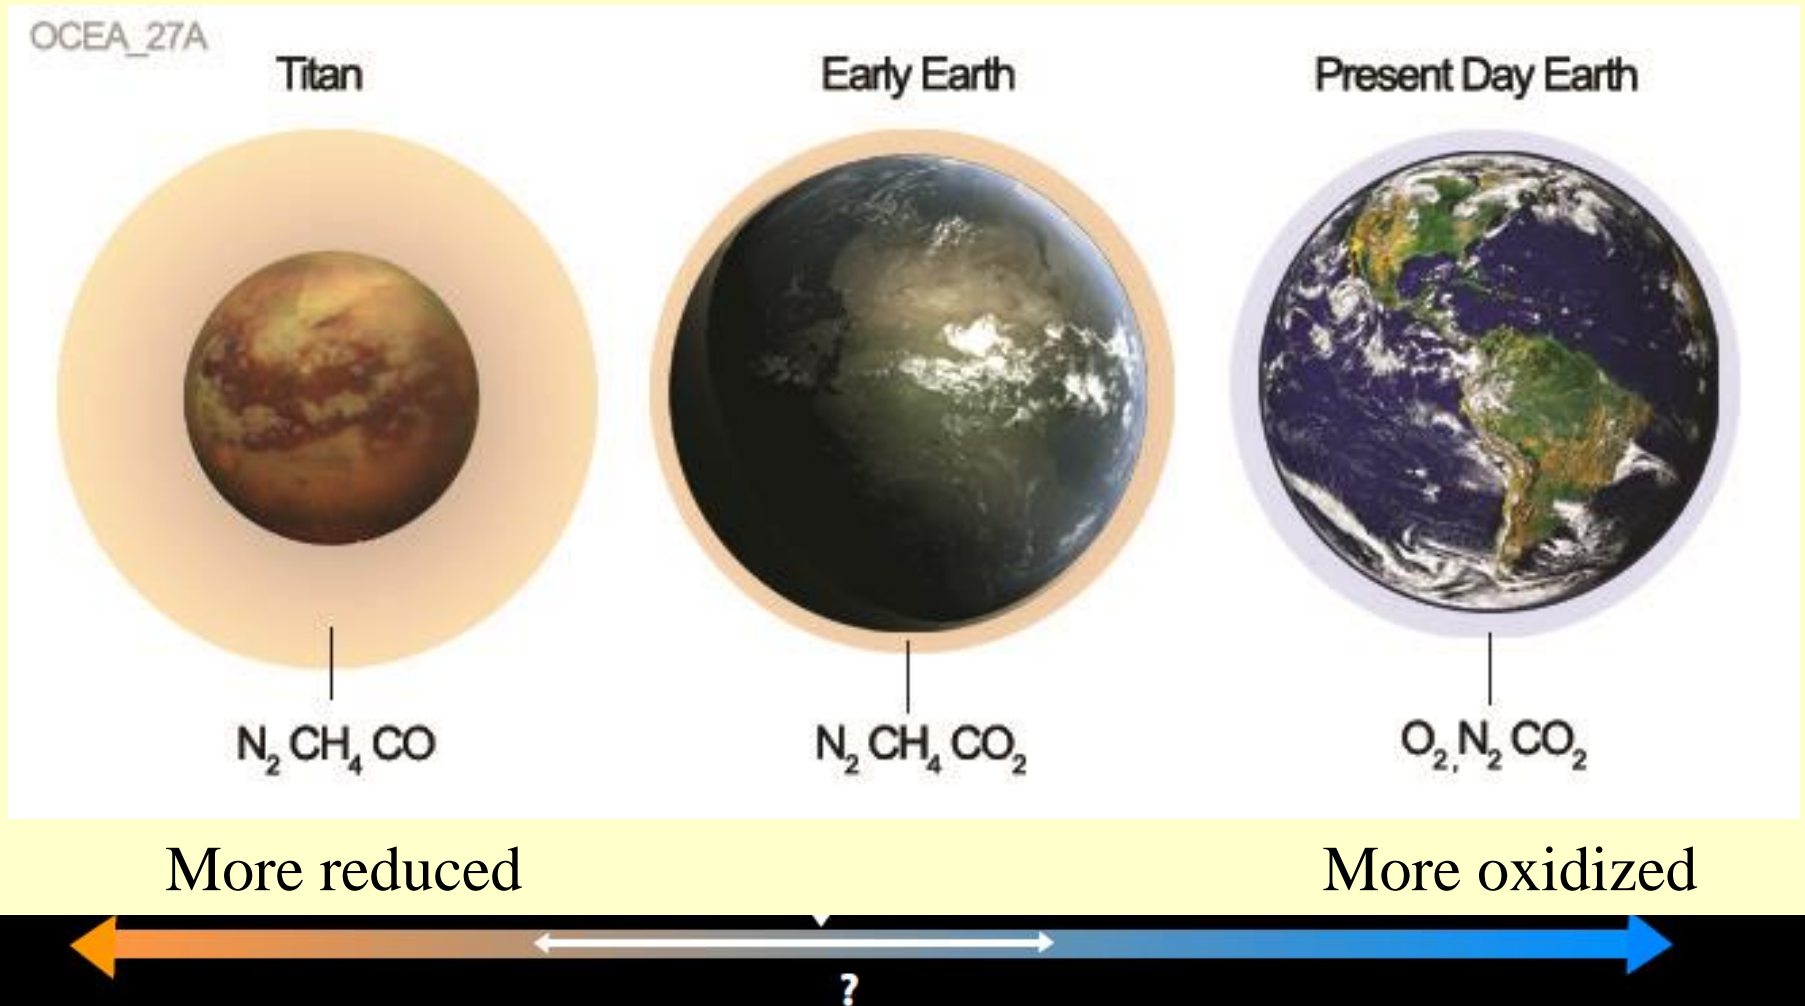 OCEA_27A
Titan
Early Earth
Present Day Earth
N₂ CH₄ CO
N₂ CH₄ CO₂
O₂, N₂ CO₂
More reduced
More oxidized
?